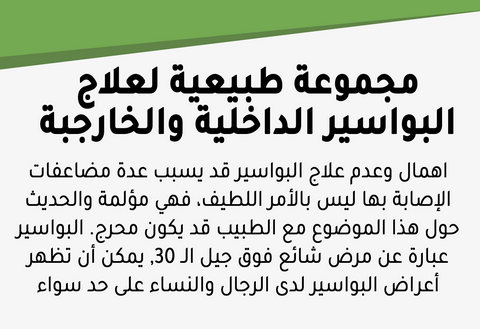 مجموعة طبيعية لعلاج
البواسير الداخلية والخارجبة
اهمال وعدم علاج البواسير قد يسبب عدة مضاعفات
الإصابة بها ليس بالأمر اللطيف، فهي مؤلمة والحديث
حول هذا الموضوع مع الطبيب قد يكون محرج. البواسير
عبارة عن مرض شائع فوق جيل الـ 30, يمكن أن تظهر
أعراض البواسير لدى الرجال والنساء على حد سواء